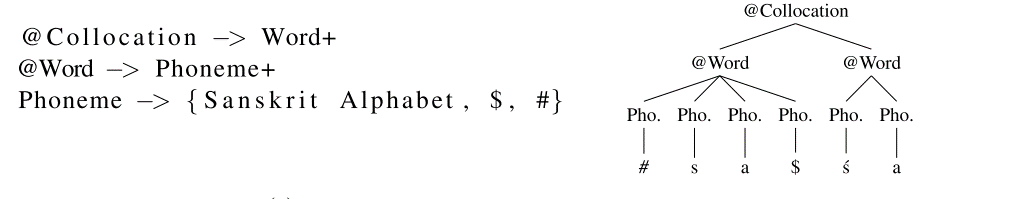 @Collocation —> Word+
@Word —> Phoneme+
Phoneme —> {Sanskrit Alphabet, $, #}
@Collocation
@Word @Word
Pho. Pho. Pho. Pho. Pho. Pho.
# s a $ ś a